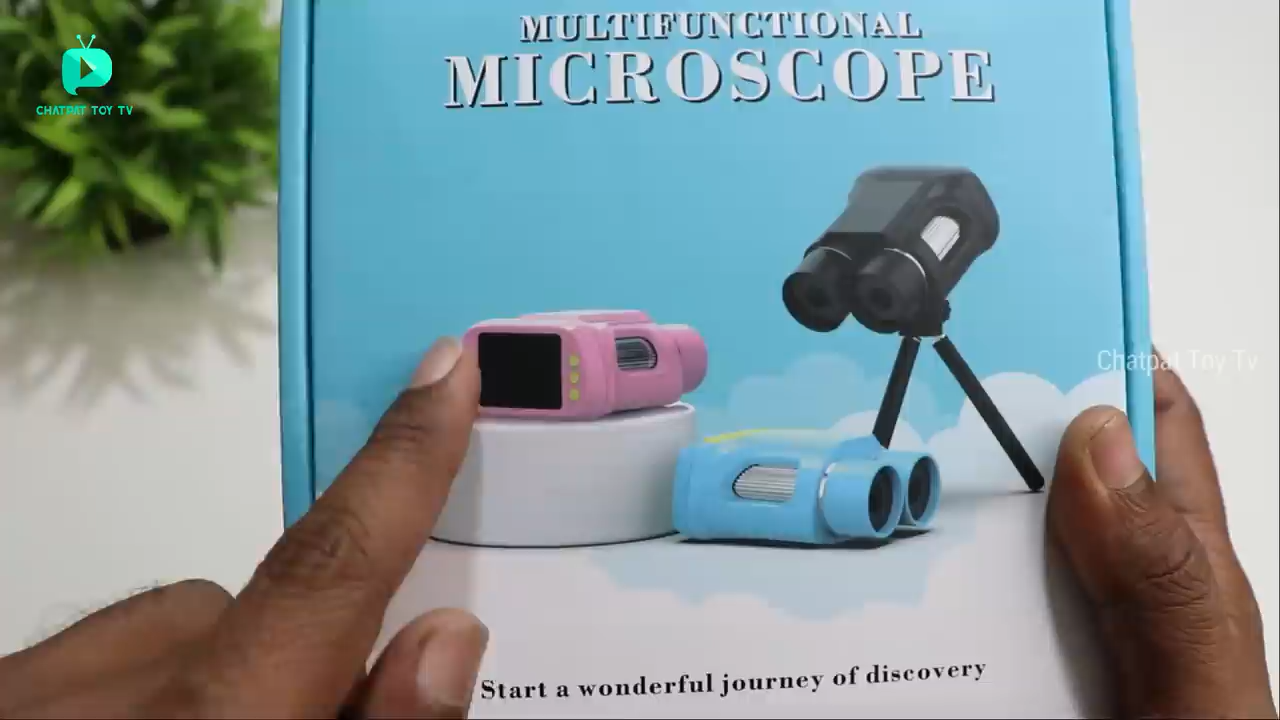 MULTIFUNCTIONAL
MICROSCOPE
CHATPAT TOY TV
Chatpat Toy Tv
Start a wonderful journey of discovery